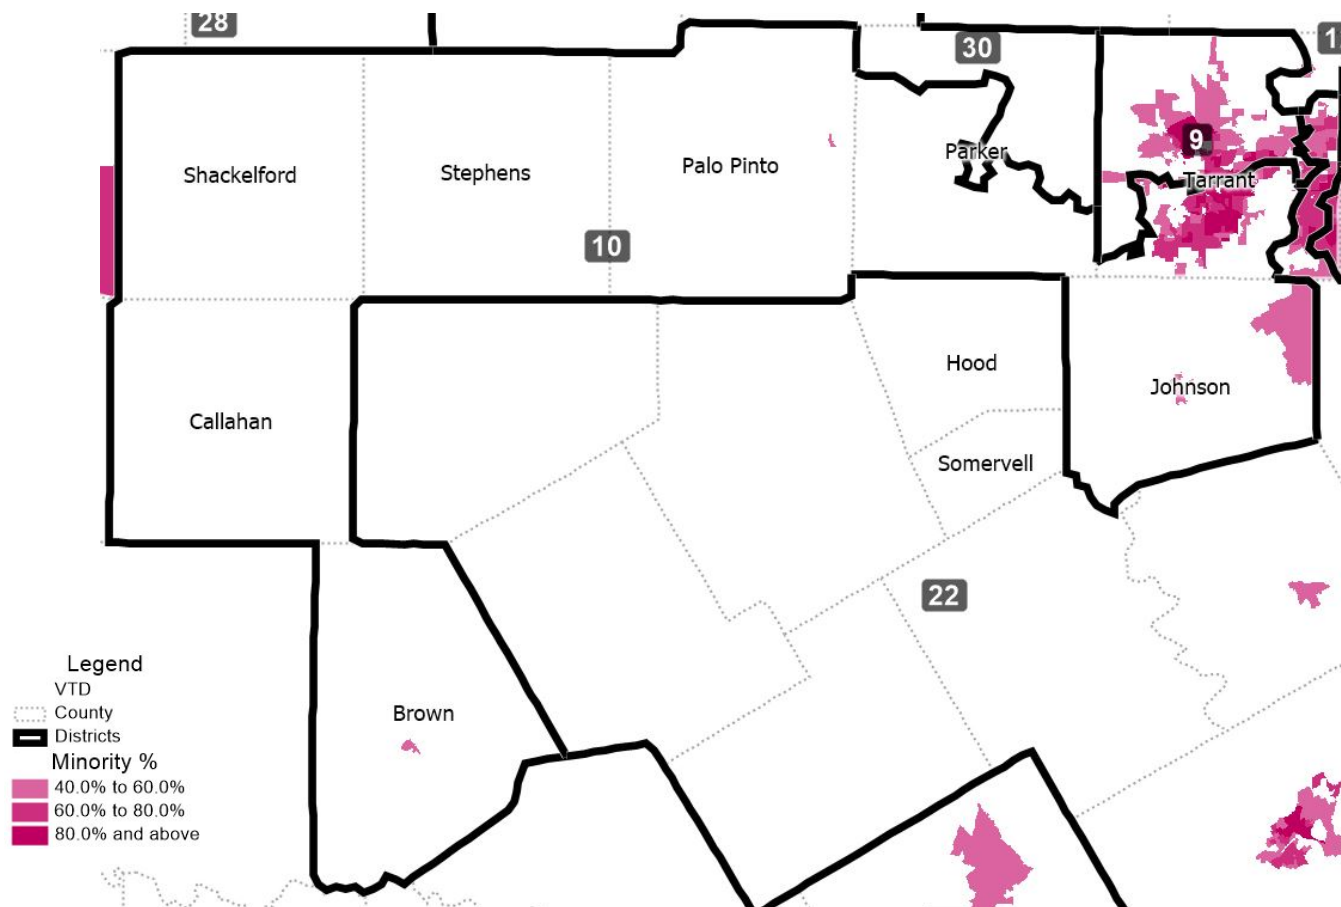 28
30
Shackelford
Stephens
Palo Pinto
Parker
9
Tarrant
10
Hood
Callahan
Johnson
Somervell
22
Brown
Legend
VTD
County
Districts
Minority %
40.0% to 60.0%
60.0% to 80.0%
80.0% and above